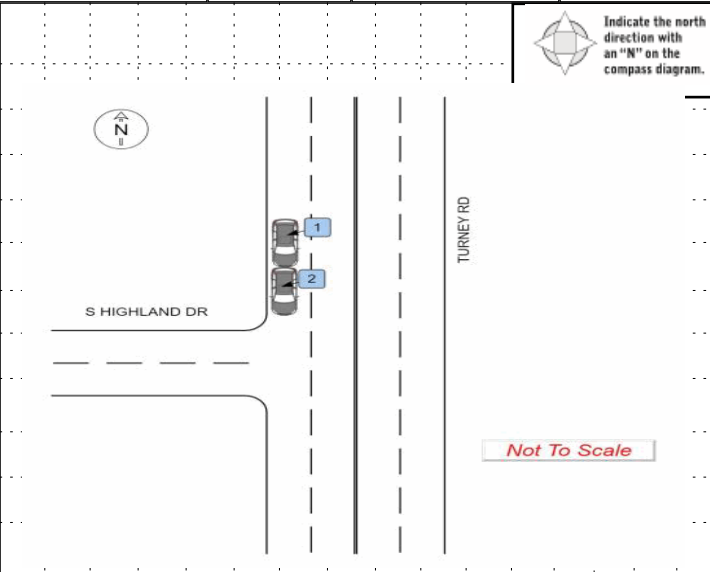 Indicate the north
direction with
an “N” on the
compass diagram.
N
1
TURNEY RD
2
S HIGHLAND DR
Not To Scale